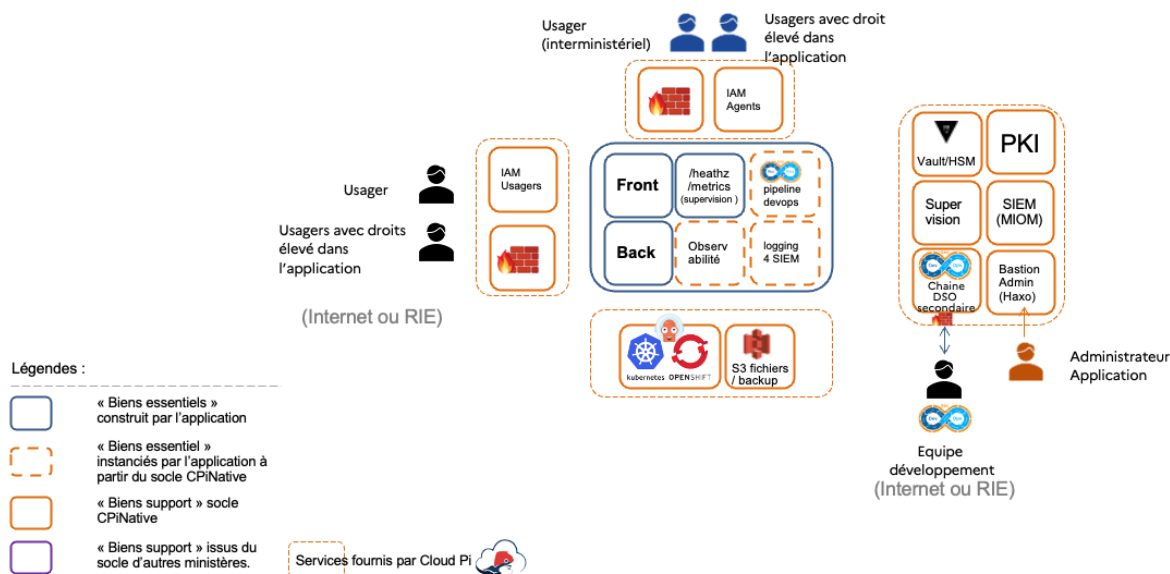 Usager
(interministériel)
Usagers avec droit
élevé dans
l'application
IAM
Agents
Usager
Usagers avec droits
élevé dans
l'application
(Internet ou RIE)
IAM
Usagers
Front
/heathz
/metrics
(supervision )
pipeline
devops
Back
Observ
abilité
logging
4 SIEM
kubernetes
OPENSHIFT
S3 fichiers
/ backup
Vault/HSM
PKI
Super
vision
SIEM
(MIOM)
Chaine
DSO
secondaire
Bastion
Admin
(Haxo)
Administrateur
Application
Equipe
développement
(Internet ou RIE)
Légendes :
« Biens essentiels »
construit par l'application
« Biens essentiel »
instanciés par l'application à
partir du socle CPiNative
« Biens support » socle
CPiNative
« Biens support » issus du
socle d'autres ministères.
Services fournis par Cloud Pi